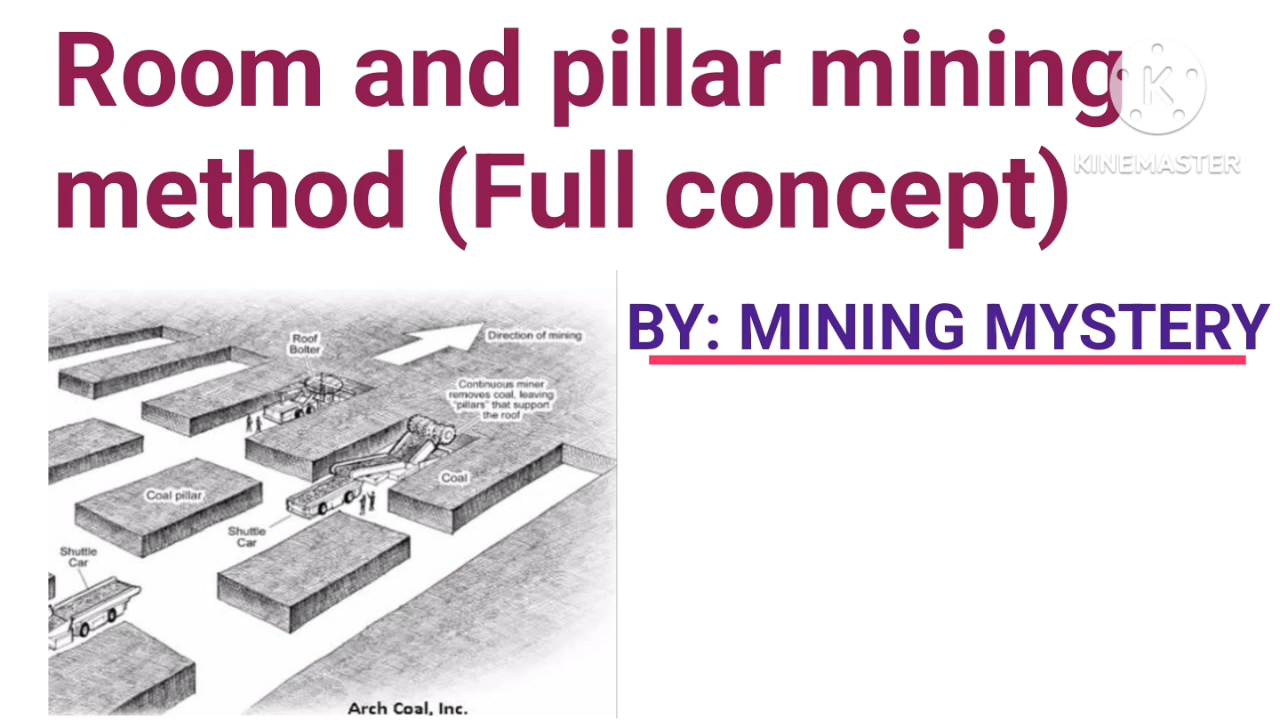 Room and pillar mining
method (Full concept)
K
KINEMASTER
BY: MINING MYSTERY
Roof
Bolter
Direction of mining
Continuous miner
removes coal, leaving
"pillars" that support
the roof
Coal
Coal pillar
Shuttle
Car
Shuttle
Car
Arch Coal, Inc.